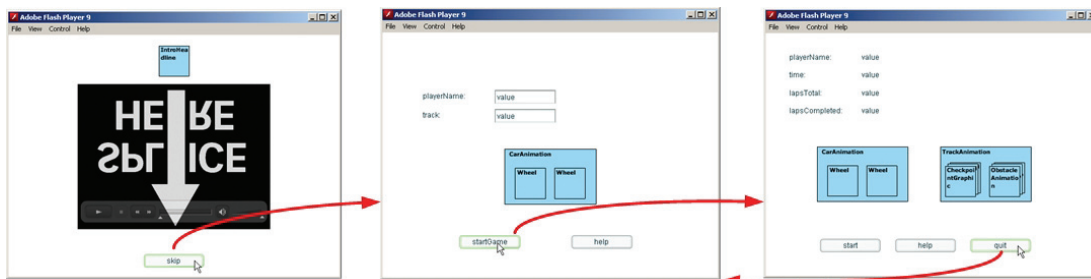 Adobe Flash Player 9
File View Control Help
IntroHea
dline
HERE
SPLICE
skip
Adobe Flash Player 9
File View Control Help
playerName: value
track: value
CarAnimation
Wheel Wheel
startGame help
Adobe Flash Player 9
File View Control Help
playerName: value
time: value
lapsTotal: value
lapsCompleted: value
CarAnimation
Wheel Wheel
TrackAnimation
Checkpoi
ntGraphi
c
Obstacle
Animatio
n
start help quit